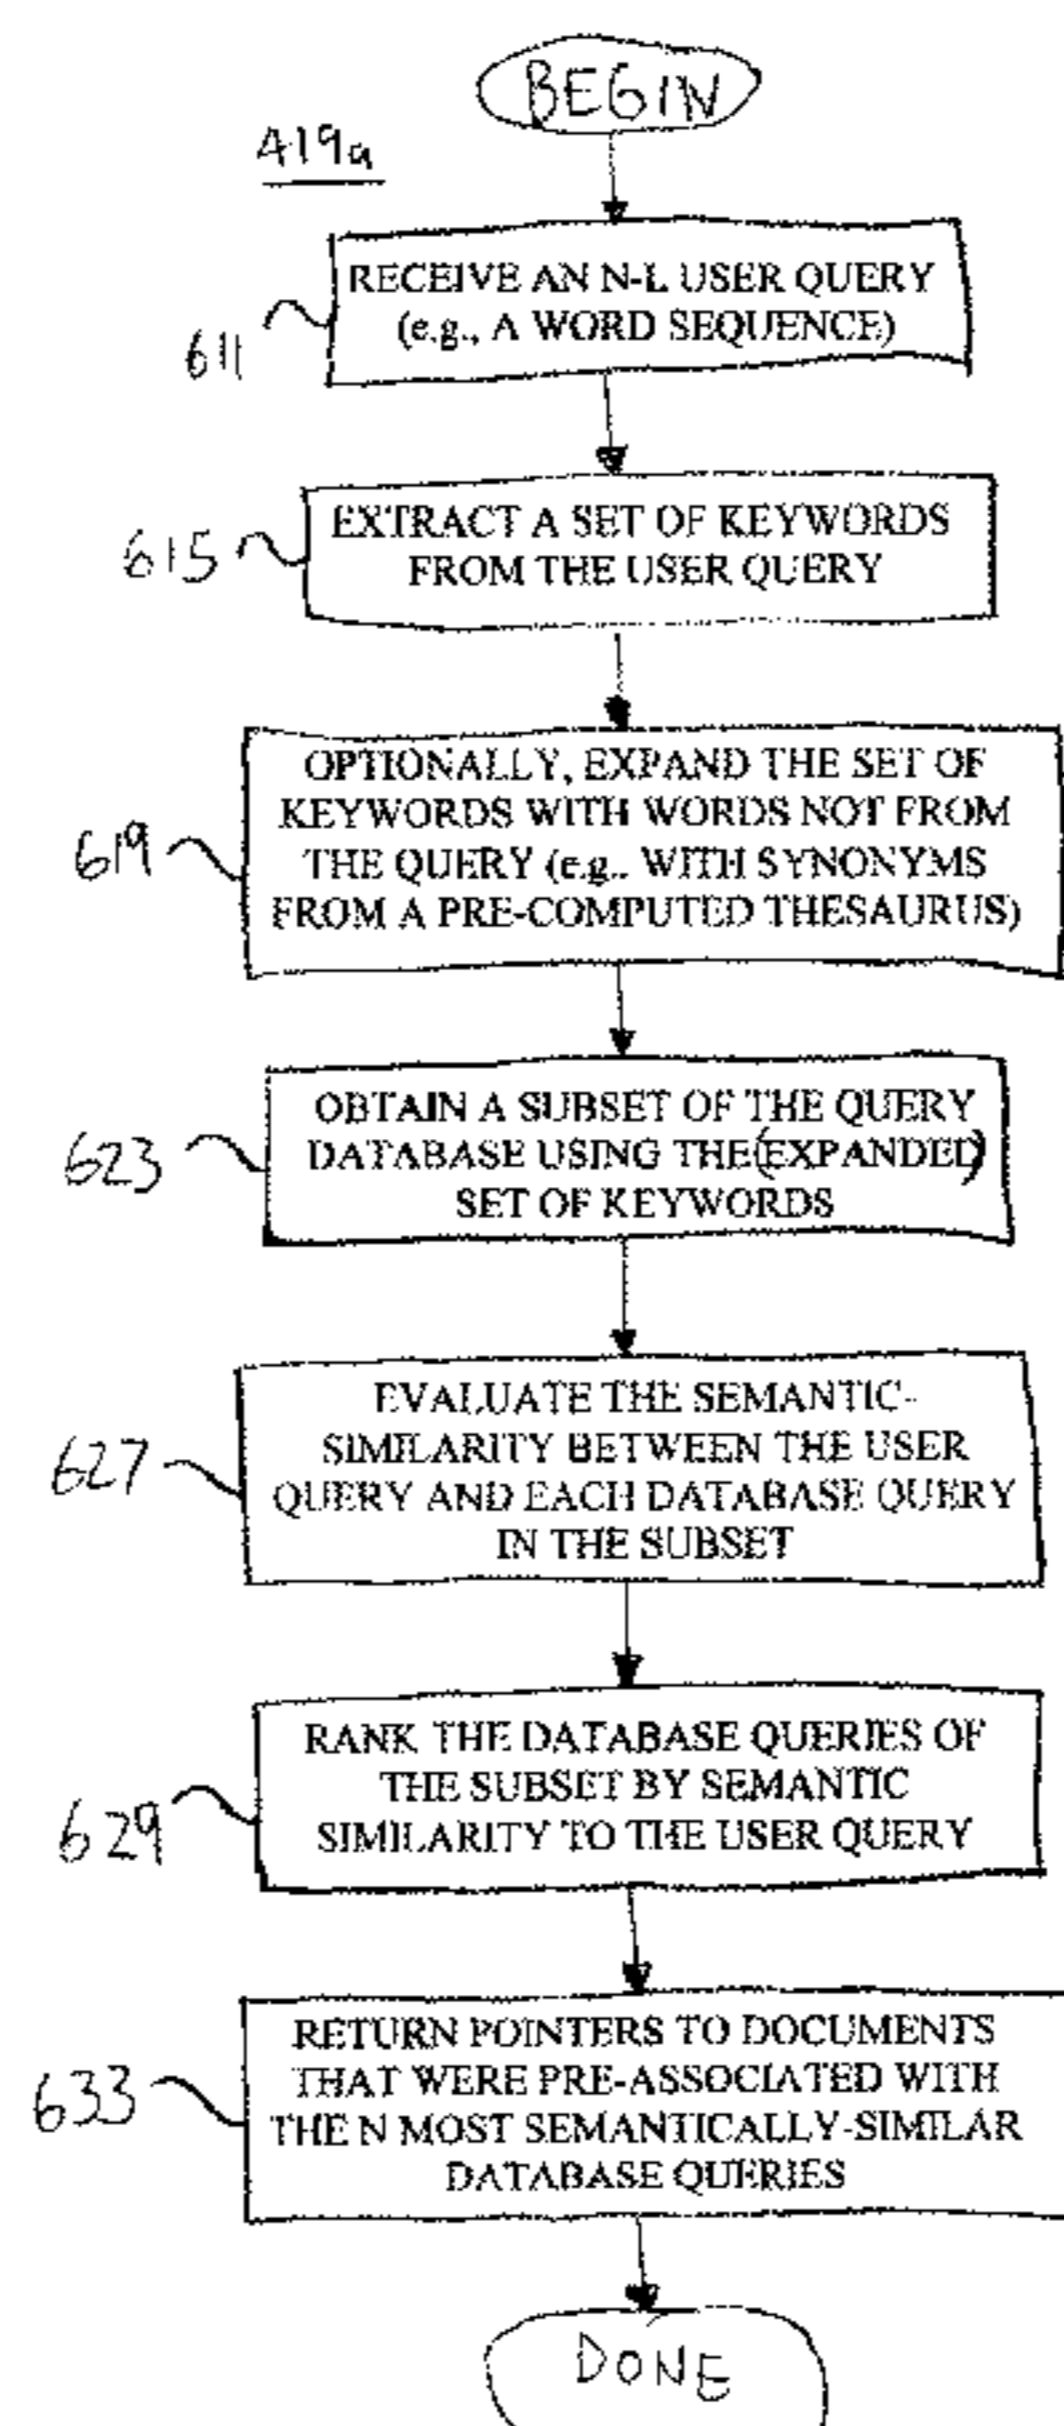 BEGIN
419a
RECEIVE AN N-L USER QUERY
(e.g., A WORD SEQUENCE)
611
EXTRACT A SET OF KEYWORDS
FROM THE USER QUERY
615
OPTIONALLY, EXPAND THE SET OF
KEYWORDS WITH WORDS NOT FROM
THE QUERY (e.g.. WITH SYNONYMS
FROM A PRE-COMPUTED THESAURUS)
619
OBTAIN A SUBSET OF THE QUERY
DATABASE USING THE (EXPANDED)
SET OF KEYWORDS
623
EVALUATE THE SEMANTIC-
SIMILARITY BETWEEN THE USER
QUERY AND EACH DATABASE QUERY
IN THE SUBSET
627
RANK THE DATABASE QUERIES OF
THE SUBSET BY SEMANTIC
SIMILARITY TO THE USER QUERY
629
RETURN POINTERS TO DOCUMENTS
THAT WERE PRE-ASSOCIATED WITH
THE N MOST SEMANTICALLY-SIMILAR
DATABASE QUERIES
633
DONE